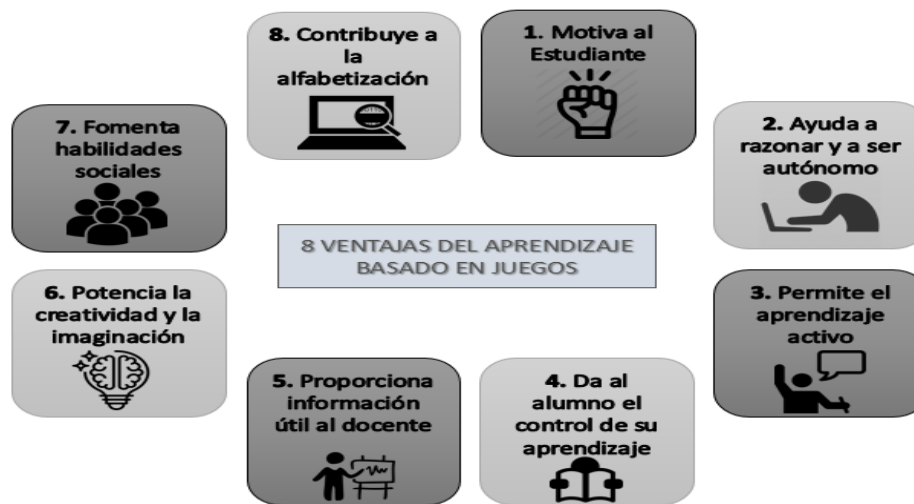 8 VENTAJAS DEL APRENDIZAJE
BASADO EN JUEGOS
1. Motiva al
Estudiante
2. Ayuda a
razonar y a ser
autónomo
3. Permite el
aprendizaje
activo
4. Da al
alumno el
control de su
aprendizaje
5. Proporciona
información
útil al docente
6. Potencia la
creatividad y la
imaginación
7. Fomenta
habilidades
sociales
8. Contribuye a
la
alfabetización